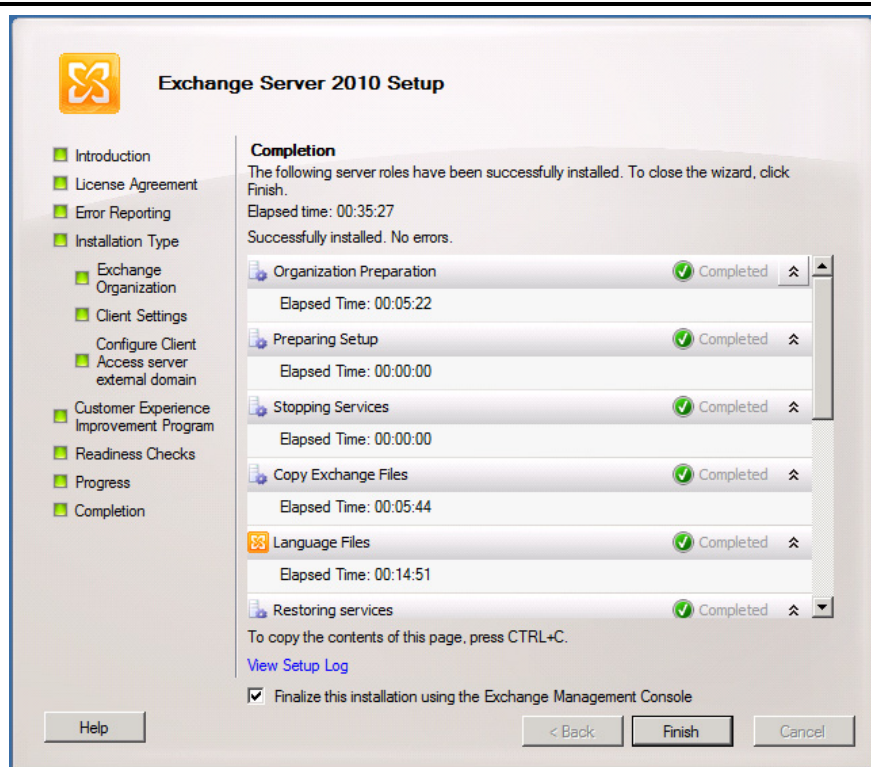 Exchange Server 2010 Setup
Introduction
License Agreement
Error Reporting
Installation Type
Exchange
Organization
Client Settings
Configure Client
Access server
external domain
Customer Experience
Improvement Program
Readiness Checks
Progress
Completion
Completion
The following server roles have been successfully installed. To close the wizard, click
Finish.
Elapsed time: 00:35:27
Successfully installed. No errors.
Organization Preparation Completed
Elapsed Time: 00:05:22
Preparing Setup Completed
Elapsed Time: 00:00:00
Stopping Services Completed
Elapsed Time: 00:00:00
Copy Exchange Files Completed
Elapsed Time: 00:05:44
Language Files Completed
Elapsed Time: 00:14:51
Restoring services Completed
To copy the contents of this page, press CTRL+C.
View Setup Log
Finalize this installation using the Exchange Management Console
Help < Back Finish Cancel